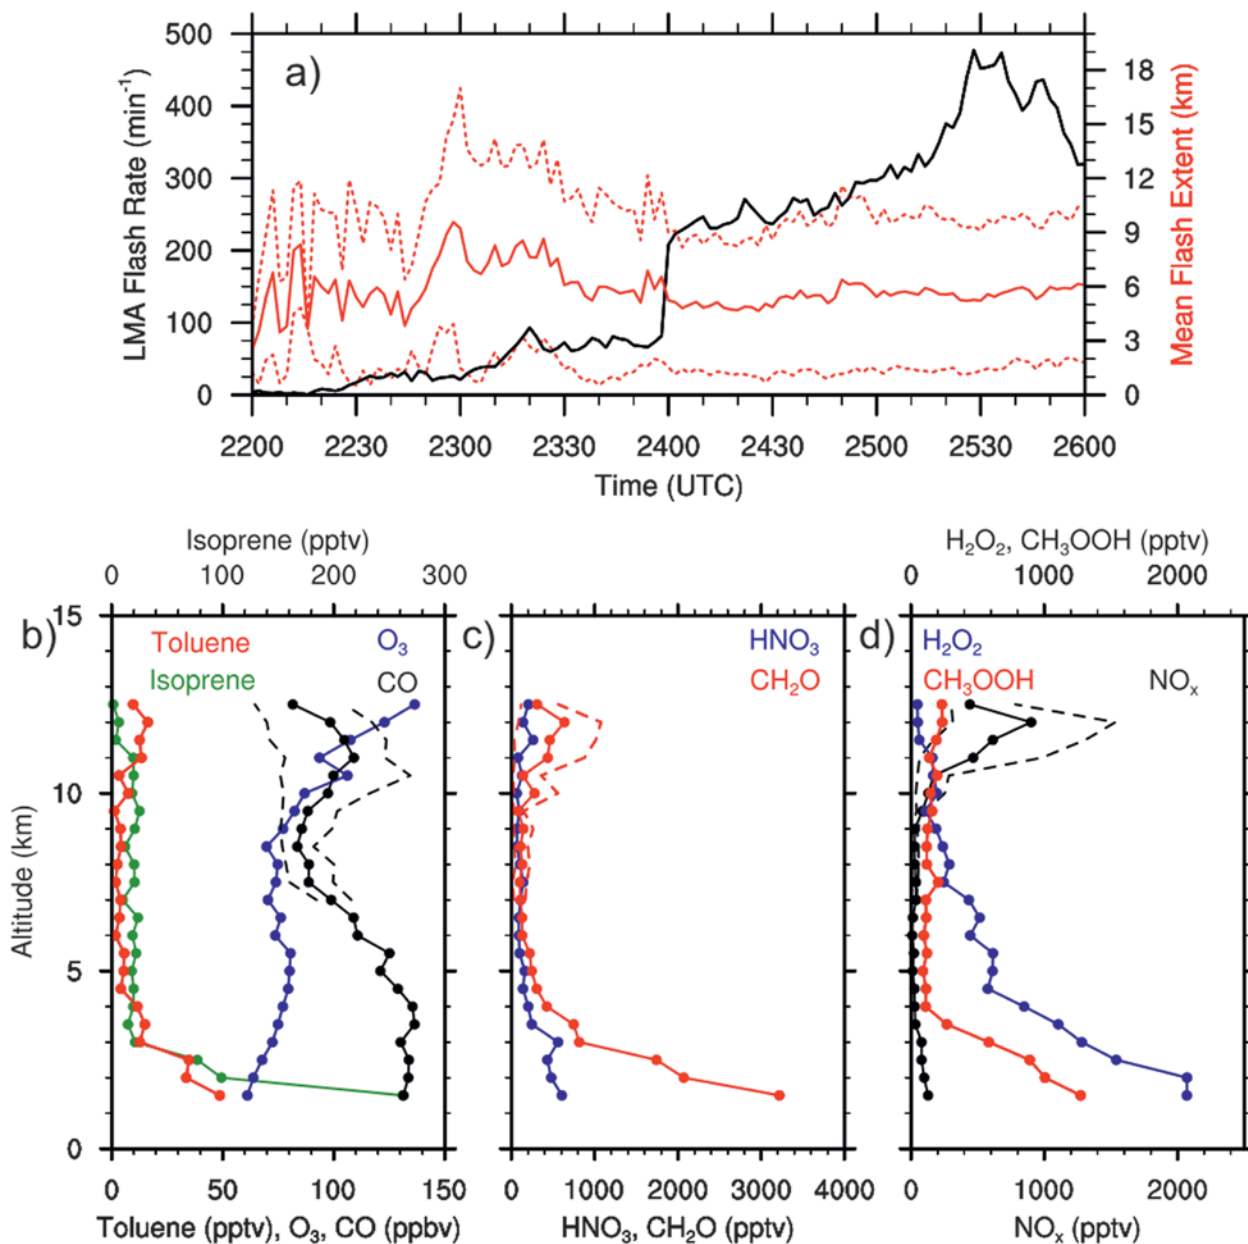 a)
500
400
300
200
100
0
LMA Flash Rate (min⁻¹)
18
15
12
9
6
3
0
Mean Flash Extent (km)
2200 2230 2300 2330 2400 2430 2500 2530 2600
Time (UTC)
Isoprene (pptv)
0 100 200 300
H₂O₂, CH₃OOH (pptv)
0 1000 2000
b)
Toluene O₃
Isoprene CO
c)
HNO₃
CH₂O
d)
H₂O₂
CH₃OOH NOₓ
15
10
5
0
Altitude (km)
0 50 100 150
Toluene (pptv), O₃, CO (ppbv)
0 1000 2000 3000 4000
HNO₃, CH₂O (pptv)
0 1000 2000
NOₓ (pptv)